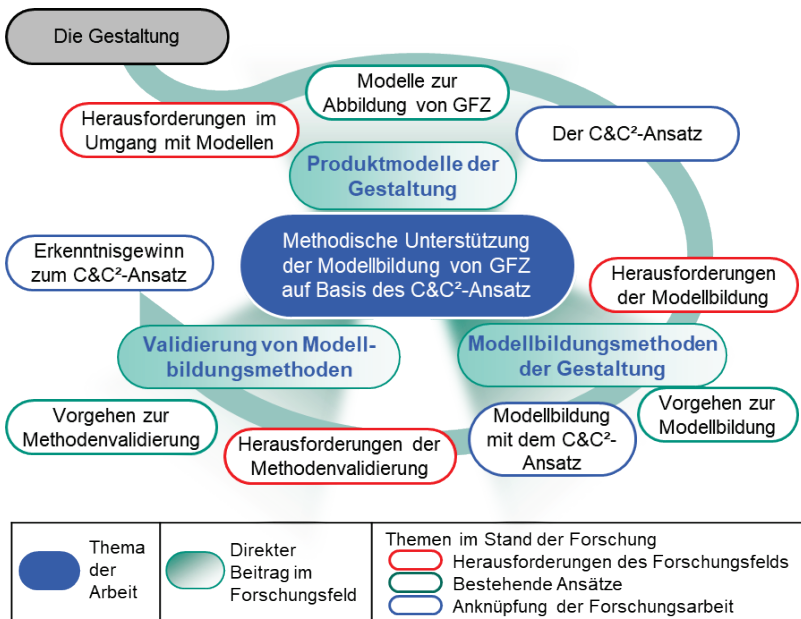 Die Gestaltung
Modelle zur
Abbildung von GFZ
Herausforderungen im
Umgang mit Modellen
Der C&C²-Ansatz
Produktmodelle der
Gestaltung
Methodische Unterstützung
der Modellbildung von GFZ
auf Basis des C&C²-Ansatz
Erkenntnisgewinn
zum C&C²-Ansatz
Herausforderungen
der Modellbildung
Validierung von Modell-
bildungsmethoden
Modellbildungsmethoden
der Gestaltung
Vorgehen zur
Methodenvalidierung
Herausforderungen der
Methodenvalidierung
Modellbildung
mit dem C&C²-
Ansatz
Vorgehen zur
Modellbildung
Thema
der
Arbeit
Direkter
Beitrag im
Forschungsfeld
Themen im Stand der Forschung
Herausforderungen des Forschungsfelds
Bestehende Ansätze
Anknüpfung der Forschungsarbeit